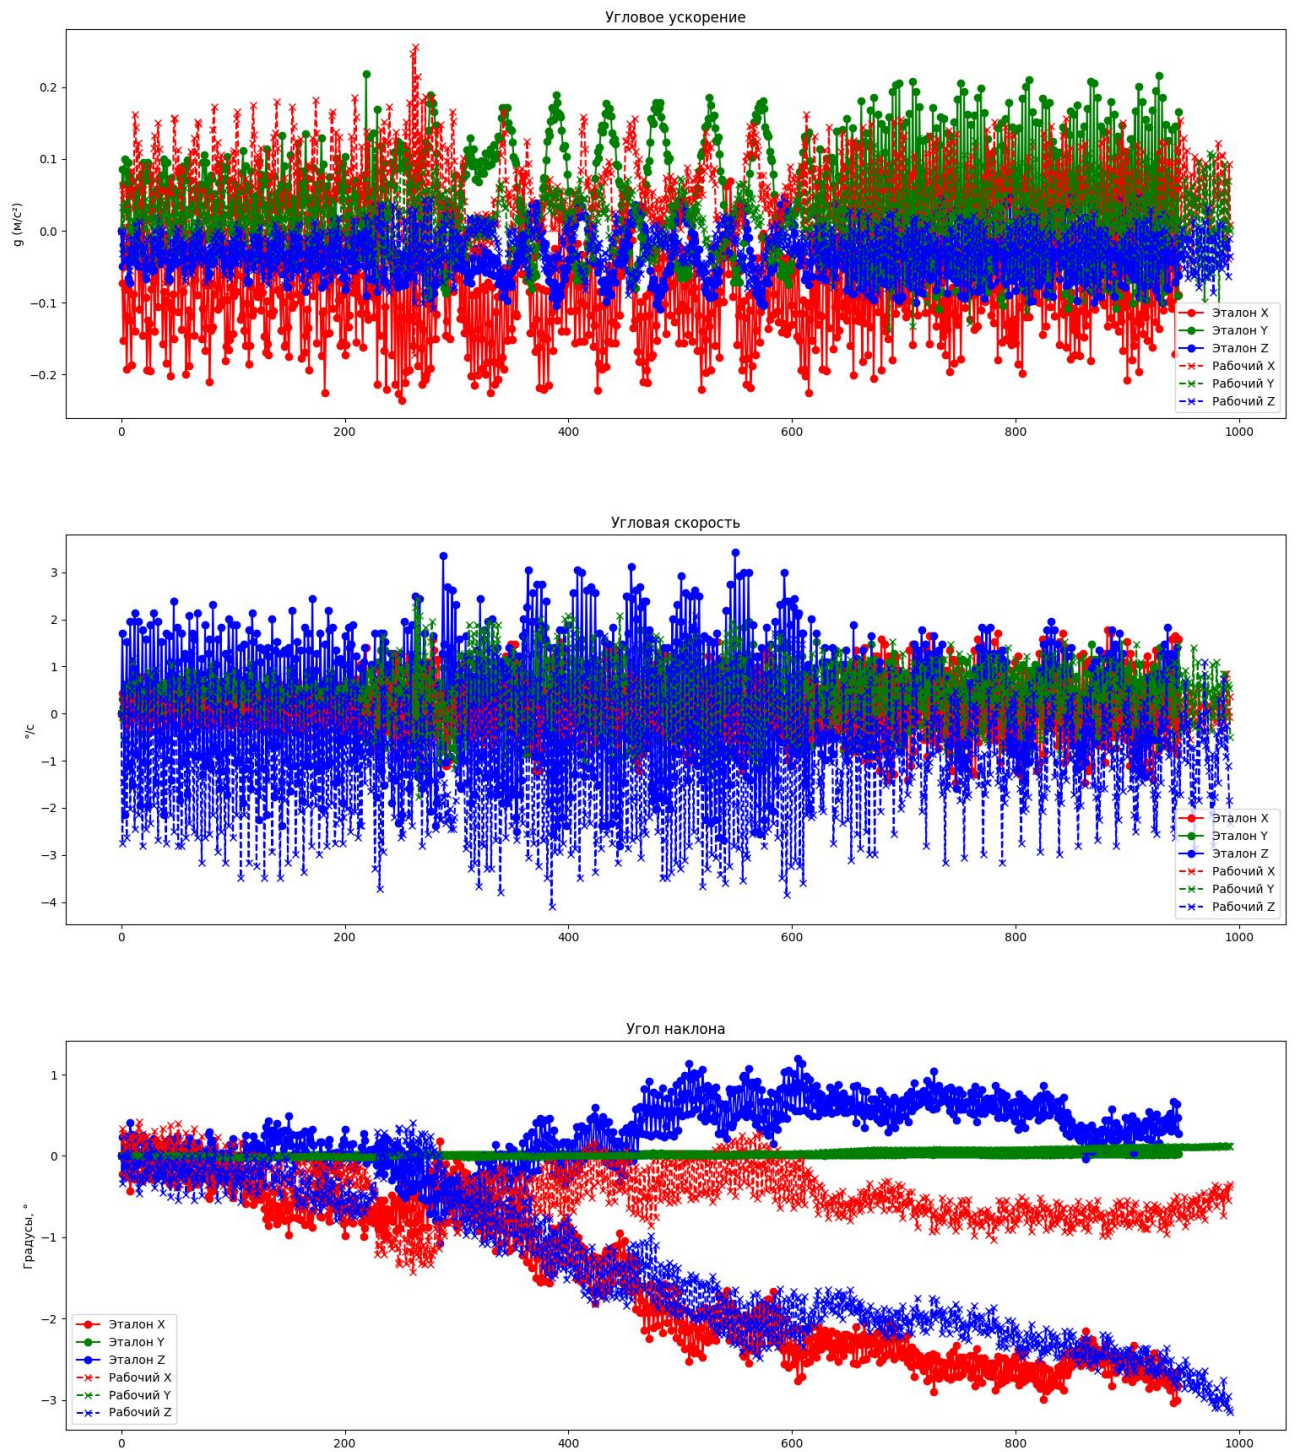 Угловое ускорение
0.2
0.1
0.0
−0.1
−0.2
g (м/с²)
Эталон X
Эталон Y
Эталон Z
Рабочий X
Рабочий Y
Рабочий Z
0 200 400 600 800 1000
Угловая скорость
3
2
1
0
−1
−2
−3
−4
°/с
Эталон X
Эталон Y
Эталон Z
Рабочий X
Рабочий Y
Рабочий Z
0 200 400 600 800 1000
Угол наклона
1
0
−1
−2
−3
Градусы, °
Эталон X
Эталон Y
Эталон Z
Рабочий X
Рабочий Y
Рабочий Z
0 200 400 600 800 1000